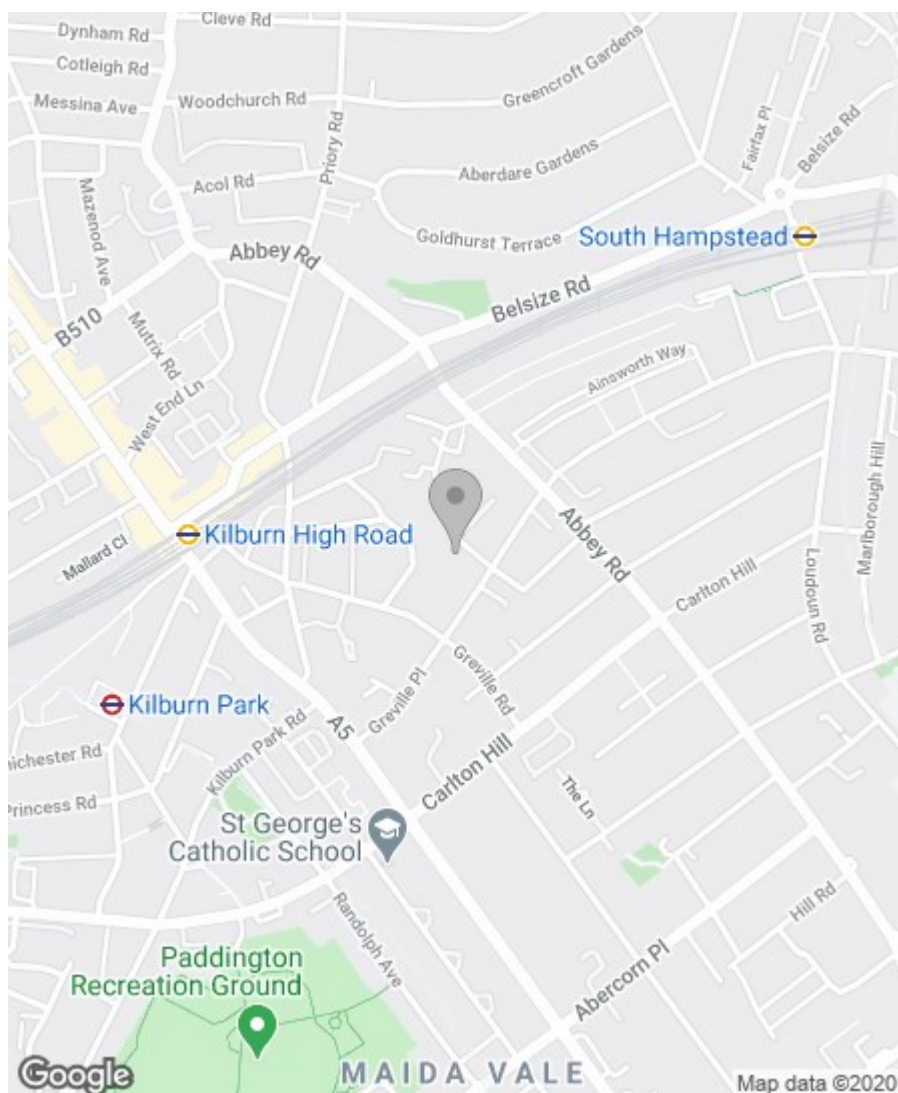 Cleve Rd
Dynham Rd
Cotleigh Rd
Messina Ave
Woodchurch Rd
Greencroft Gardens
Priory Rd
Fairfax Pl
Belsize Rd
Mazenod Ave
Acol Rd
Aberdare Gardens
Goldhurst Terrace
South Hampstead
Abbey Rd
Belsize Rd
B510
Mutrix Rd
West End Ln
Ainsworth Way
Marlborough Hill
Kilburn High Road
Mallard Cl
Abbey Rd
Carlton Hill
Loudoun Rd
Greville Pl
Greville Rd
Kilburn Park
Kilburn Park Rd
A5
hichester Rd
Princess Rd
Carlton Hill
The Ln
St George's
Catholic School
Randolph Ave
Hill Rd
Abercorn Pl
Paddington
Recreation Ground
MAIDA VALE
Google
Map data ©2020